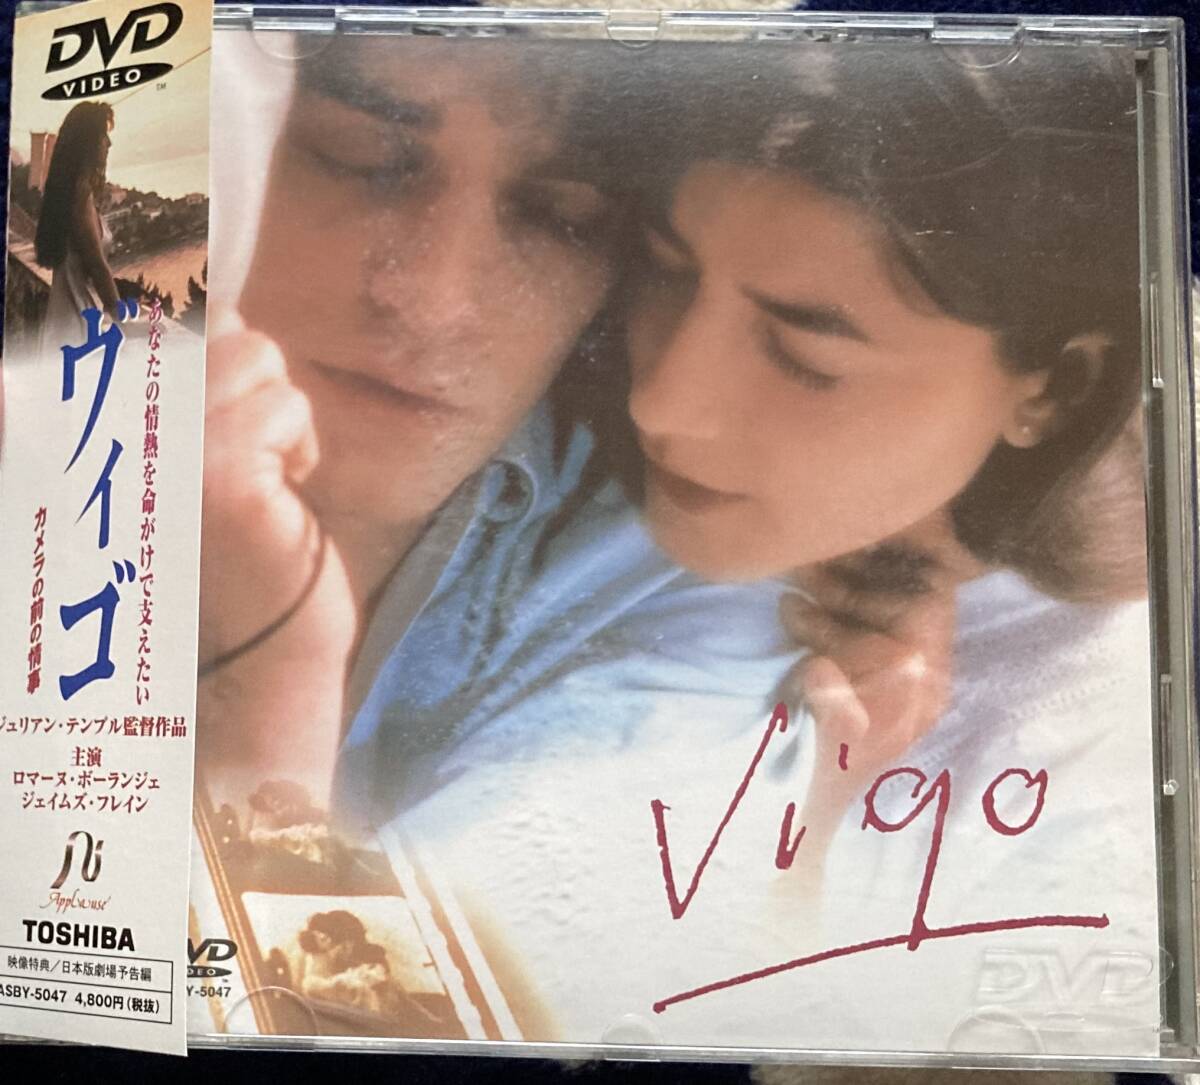 DVD
VIDEO
TM
あなたの情熱を命がけで支えたい
ヴィゴ
カメラの前の情事
ジュリアン・テンプル監督作品
主演
ロマーヌ・ボーランジェ
ジェイムズ・フレイン
Applause
TOSHIBA
映像特典/日本版劇場予告編
ASBY-5047 4,800円(税抜)
Vigo
VD
DEO
TM
Y-5047
DVD